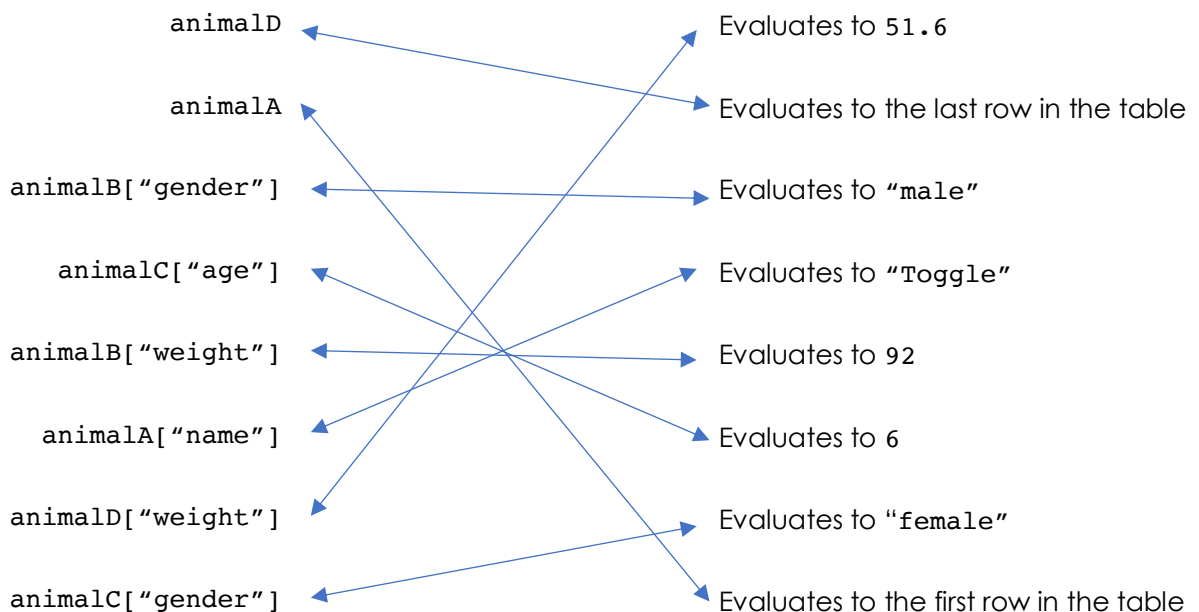 animalD
Evaluates to 51.6
animalA
Evaluates to the last row in the table
animalB[“gender”]
Evaluates to “male”
animalC[“age”]
Evaluates to “Toggle”
animalB[“weight”]
Evaluates to 92
animalA[“name”]
Evaluates to 6
animalD[“weight”]
Evaluates to “female”
animalC[“gender”]
Evaluates to the first row in the table